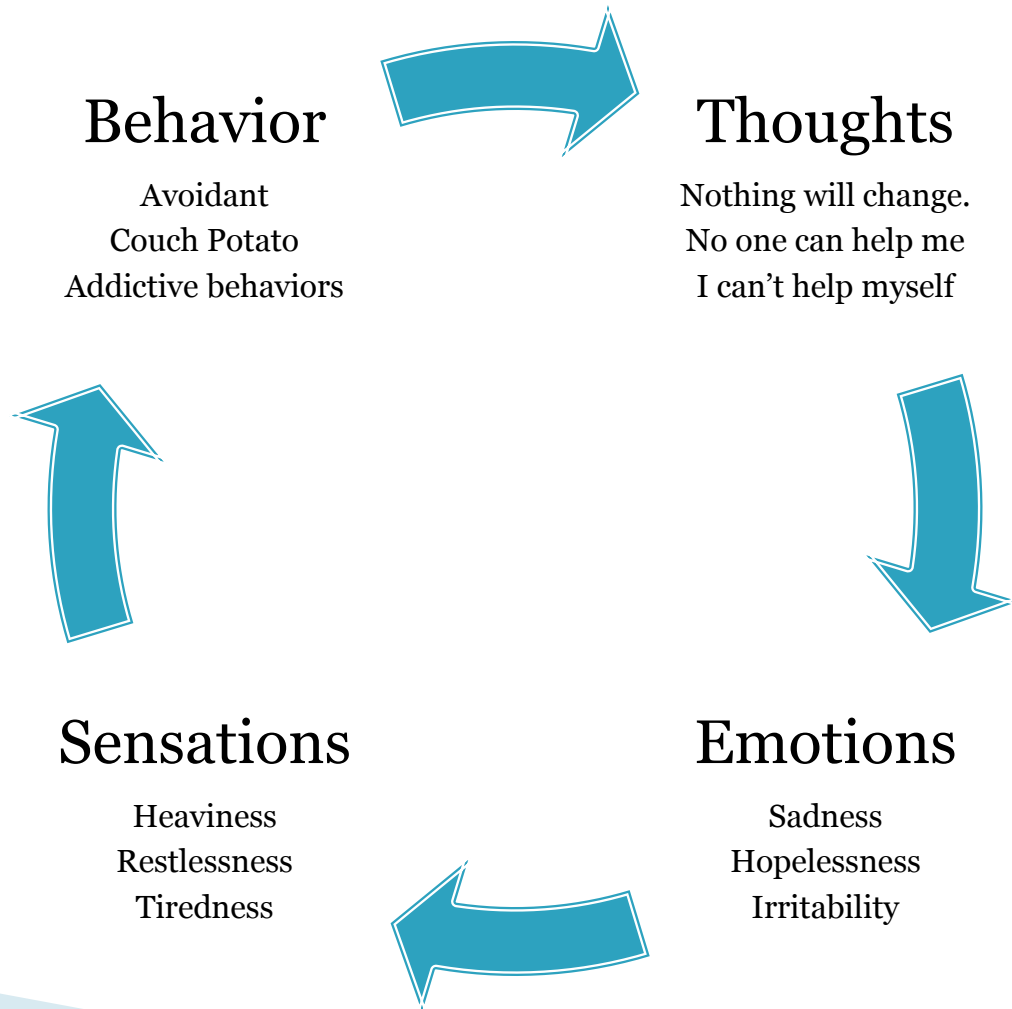 Behavior
Avoidant
Couch Potato
Addictive behaviors
Thoughts
Nothing will change.
No one can help me
I can’t help myself
Sensations
Heaviness
Restlessness
Tiredness
Emotions
Sadness
Hopelessness
Irritability